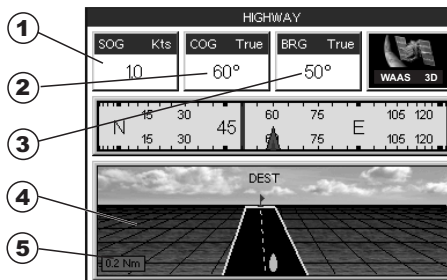 HIGHWAY
1
SOG Kts
COG True
BRG True
10
60°
50°
WAAS 3D
2
3
N 15 30 45 60 75 E 105 120
15 30 60 75 105 120
DEST
4
5
0.2 Nm